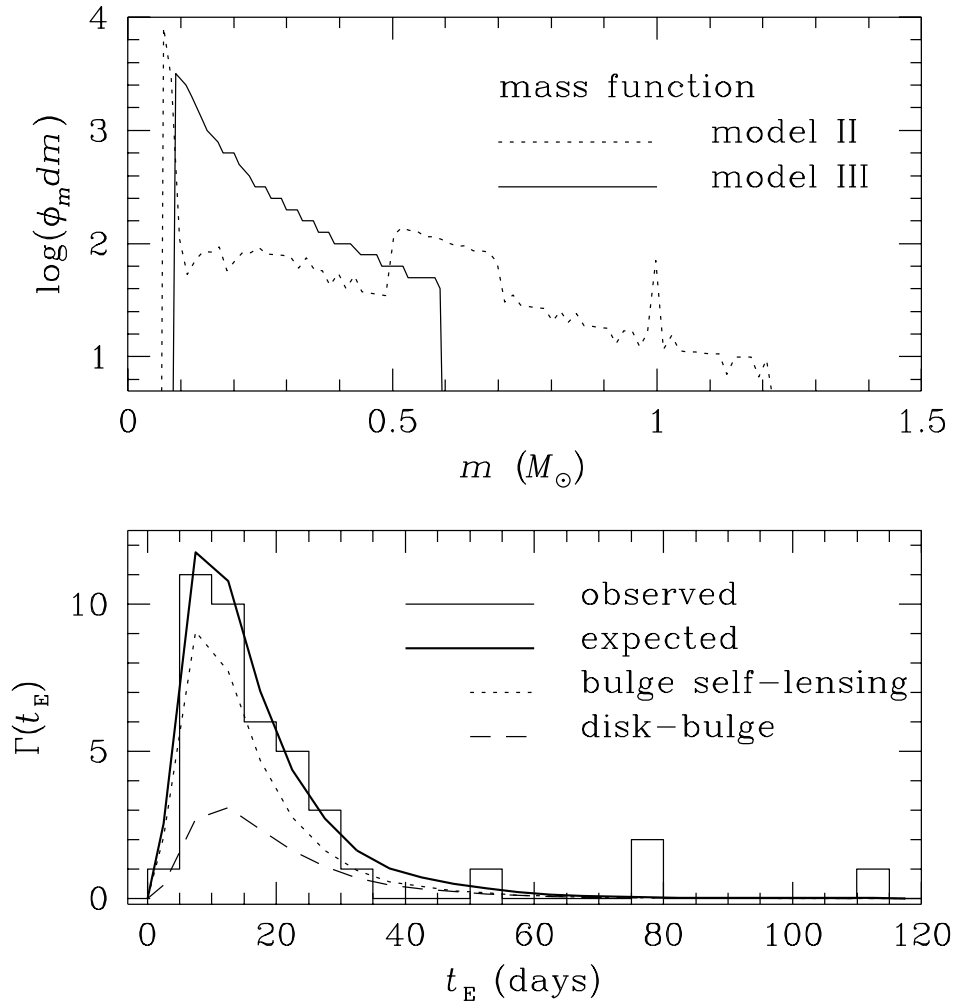 4
3
2
1
log(ϕ_m dm)
mass function
model II
model III
0 0.5 1 1.5
m (M_⊙)
10
5
0
Γ(t_E)
observed
expected
bulge self-lensing
disk-bulge
0 20 40 60 80 100 120
t_E (days)